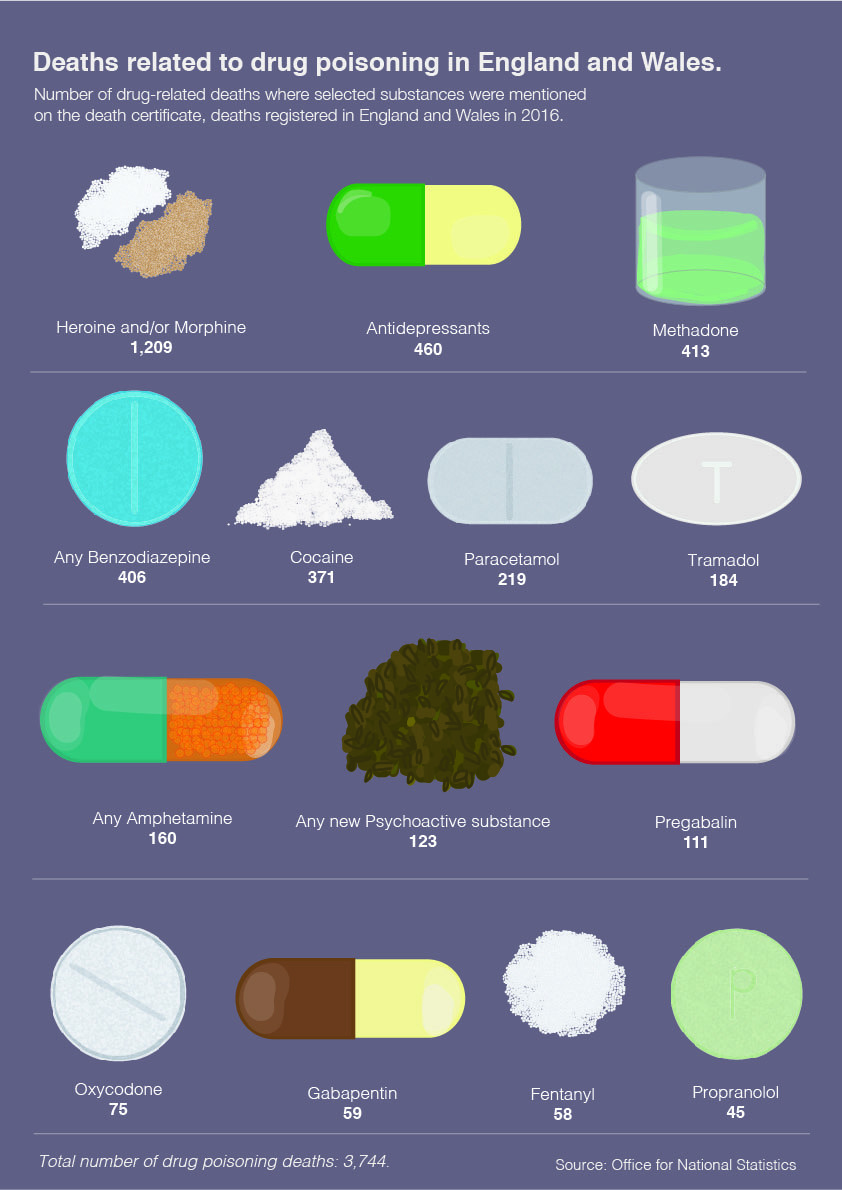 Deaths related to drug poisoning in England and Wales.
Number of drug-related deaths where selected substances were mentioned
on the death certificate, deaths registered in England and Wales in 2016.
Heroine and/or Morphine
1,209
Antidepressants
460
Methadone
413
T
Any Benzodiazepine
406
Cocaine
371
Paracetamol
219
Tramadol
184
Any Amphetamine
160
Any new Psychoactive substance
123
Pregabalin
111
P
Oxycodone
75
Gabapentin
59
Fentanyl
58
Propranolol
45
Total number of drug poisoning deaths: 3,744.
Source: Office for National Statistics